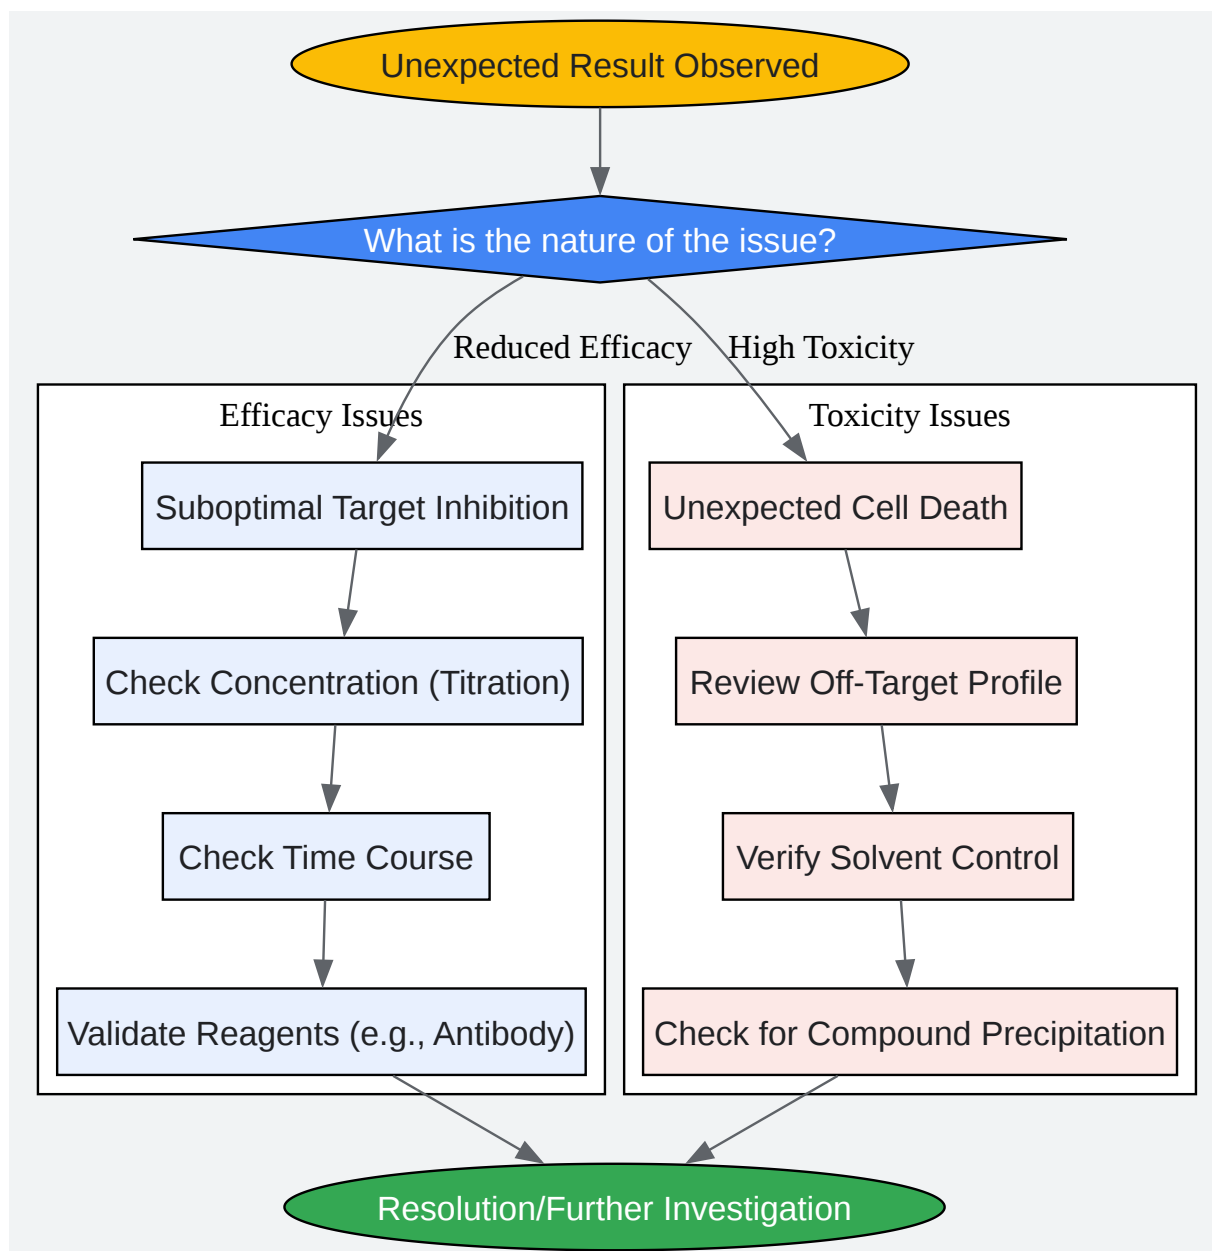 Unexpected Result Observed
What is the nature of the issue?
Reduced Efficacy
High Toxicity
Efficacy Issues
Suboptimal Target Inhibition
Check Concentration (Titration)
Check Time Course
Validate Reagents (e.g., Antibody)
Toxicity Issues
Unexpected Cell Death
Review Off-Target Profile
Verify Solvent Control
Check for Compound Precipitation
Resolution/Further Investigation